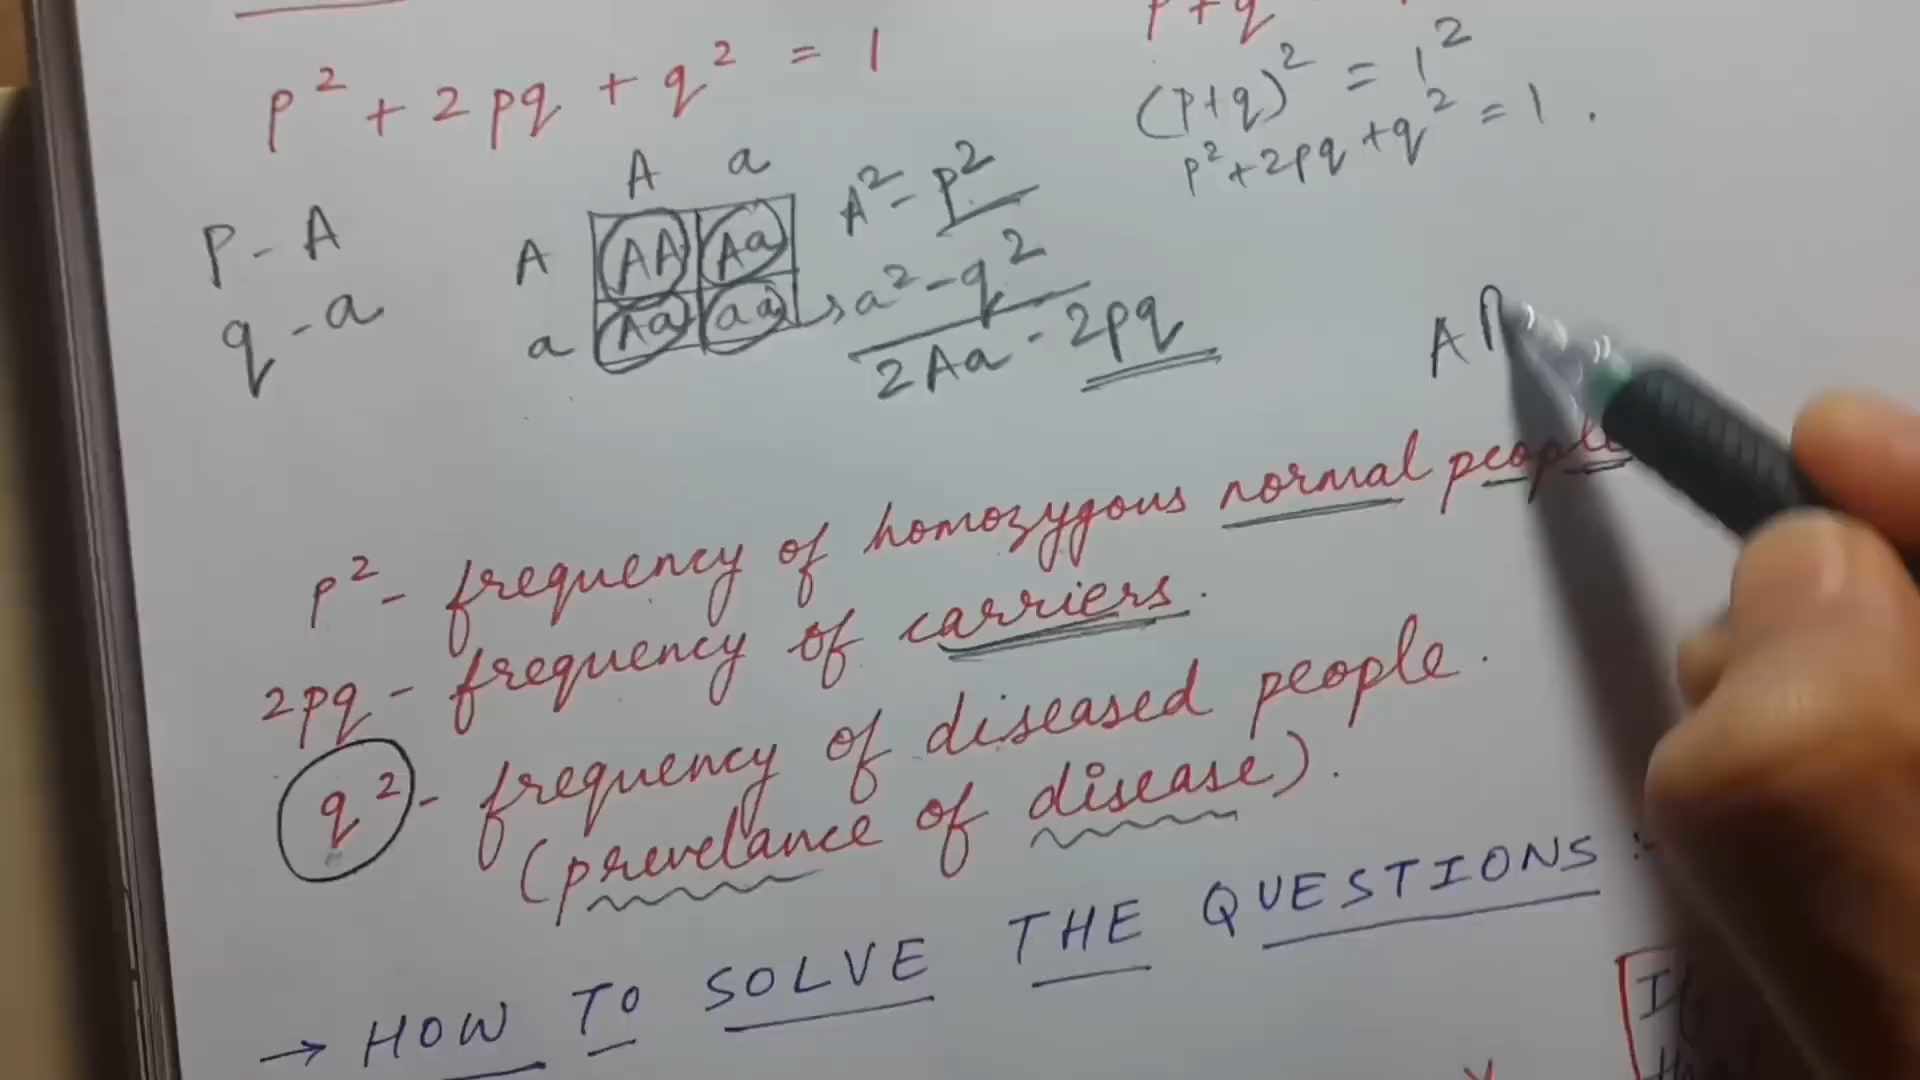 p + q
p² + 2pq + q² = 1
(p+q)² = 1²
p² + 2pq + q² = 1 .
A a
P - A
A AA Aa
A² - p²
q - a
a Aa aa
a² - q²
2Aa - 2pq
A
p² - frequency of homozygous normal people
2pq - frequency of carriers.
q² - frequency of diseased people.
(prevelance of disease).
→ HOW TO SOLVE THE QUESTIONS :-
If